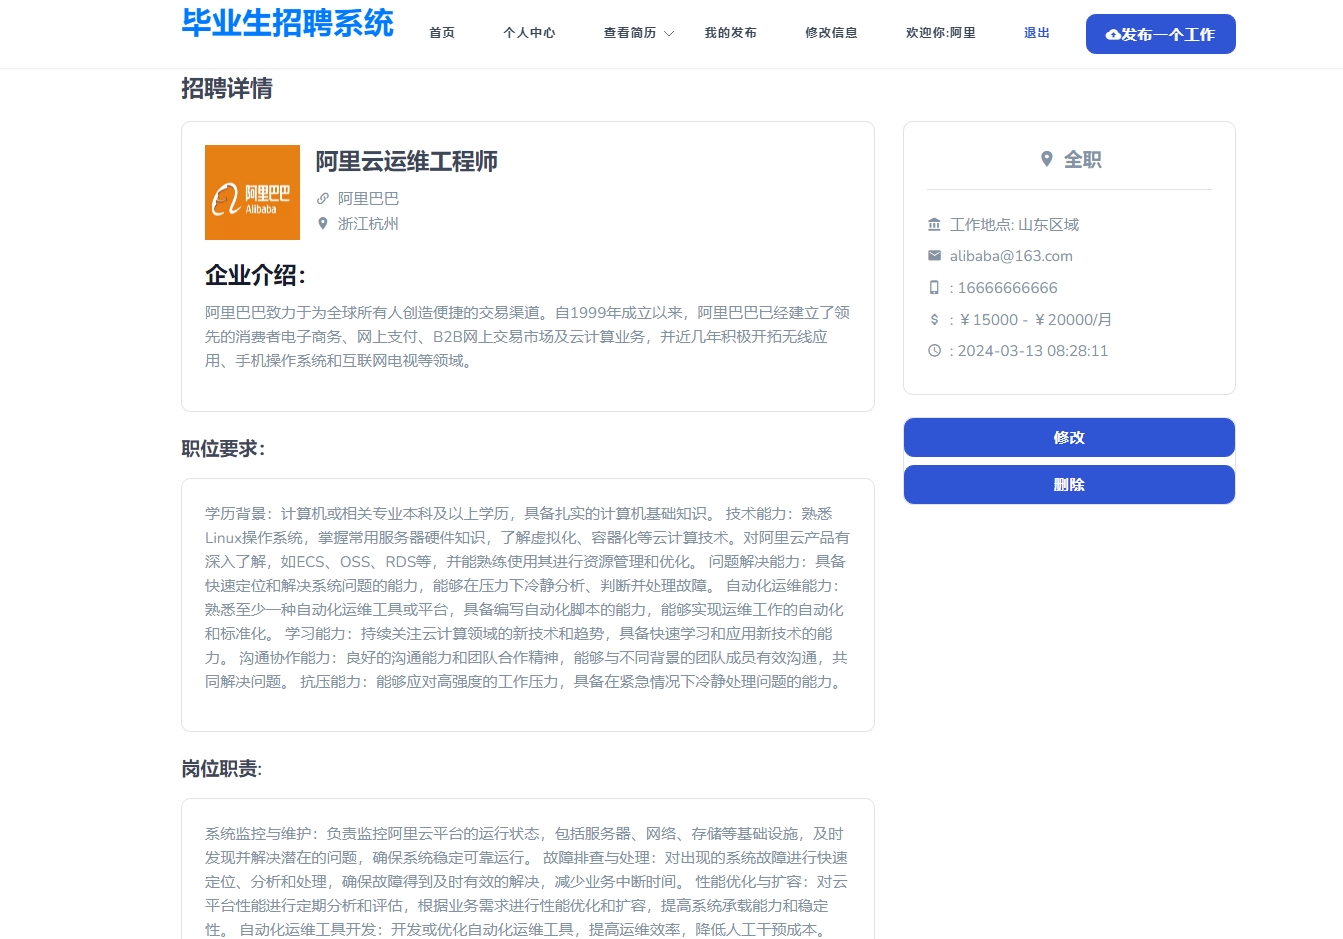 毕业生招聘系统
首页
个人中心
查看简历
我的发布
修改信息
欢迎你:阿里
退出
发布一个工作
招聘详情
阿里巴巴
Alibaba
阿里云运维工程师
阿里巴巴
浙江杭州
企业介绍：
阿里巴巴致力于为全球所有人创造便捷的交易渠道。自1999年成立以来，阿里巴巴已经建立了领
先的消费者电子商务、网上支付、B2B网上交易市场及云计算业务，并近几年积极开拓无线应
用、手机操作系统和互联网电视等领域。
全职
工作地点: 山东区域
alibaba@163.com
: 16666666666
: ￥15000 - ￥20000/月
: 2024-03-13 08:28:11
修改
删除
职位要求：
学历背景：计算机或相关专业本科及以上学历，具备扎实的计算机基础知识。 技术能力：熟悉
Linux操作系统，掌握常用服务器硬件知识，了解虚拟化、容器化等云计算技术。对阿里云产品有
深入了解，如ECS、OSS、RDS等，并能熟练使用其进行资源管理和优化。 问题解决能力：具备
快速定位和解决系统问题的能力，能够在压力下冷静分析、判断并处理故障。 自动化运维能力：
熟悉至少一种自动化运维工具或平台，具备编写自动化脚本的能力，能够实现运维工作的自动化
和标准化。 学习能力：持续关注云计算领域的新技术和趋势，具备快速学习和应用新技术的能
力。 沟通协作能力：良好的沟通能力和团队合作精神，能够与不同背景的团队成员有效沟通，共
同解决问题。 抗压能力：能够应对高强度的工作压力，具备在紧急情况下冷静处理问题的能力。
岗位职责:
系统监控与维护：负责监控阿里云平台的运行状态，包括服务器、网络、存储等基础设施，及时
发现并解决潜在的问题，确保系统稳定可靠运行。 故障排查与处理：对出现的系统故障进行快速
定位、分析和处理，确保故障得到及时有效的解决，减少业务中断时间。 性能优化与扩容：对云
平台性能进行定期分析和评估，根据业务需求进行性能优化和扩容，提高系统承载能力和稳定
性。 自动化运维工具开发：开发或优化自动化运维工具，提高运维效率，降低人工干预成本。